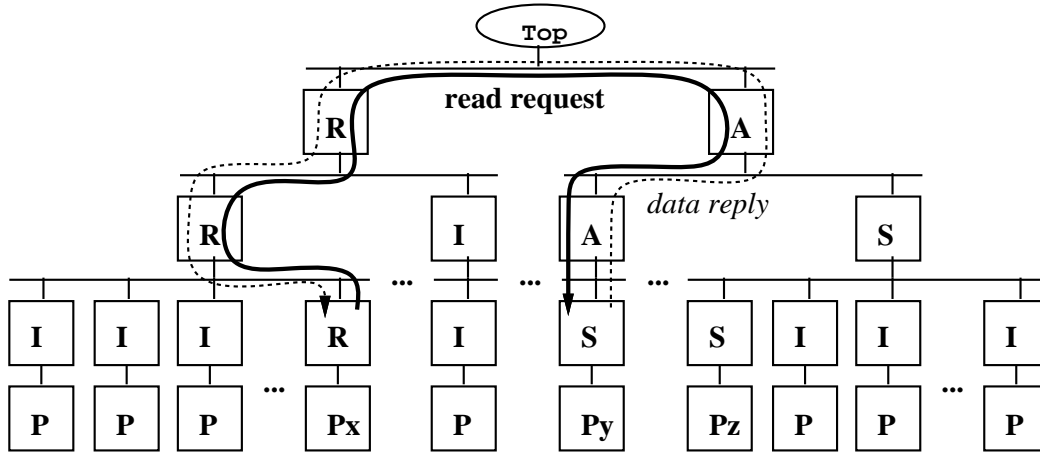 Top
read request
R A
data reply
R I A S
... ... ...
I I I R I S S I I I
... ...
P P P Px P Py Pz P P P